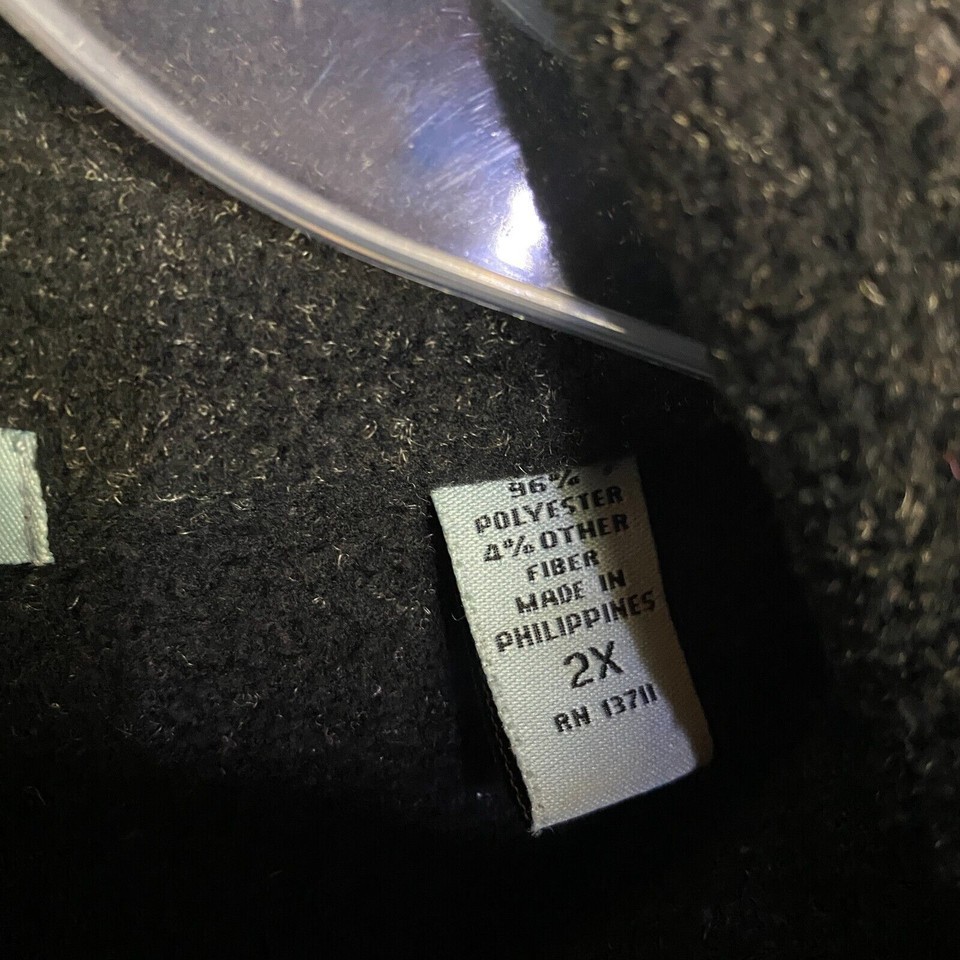 96%
POLYESTER
4% OTHER
FIBER
MADE IN
PHILIPPINES
2X
RN 13711